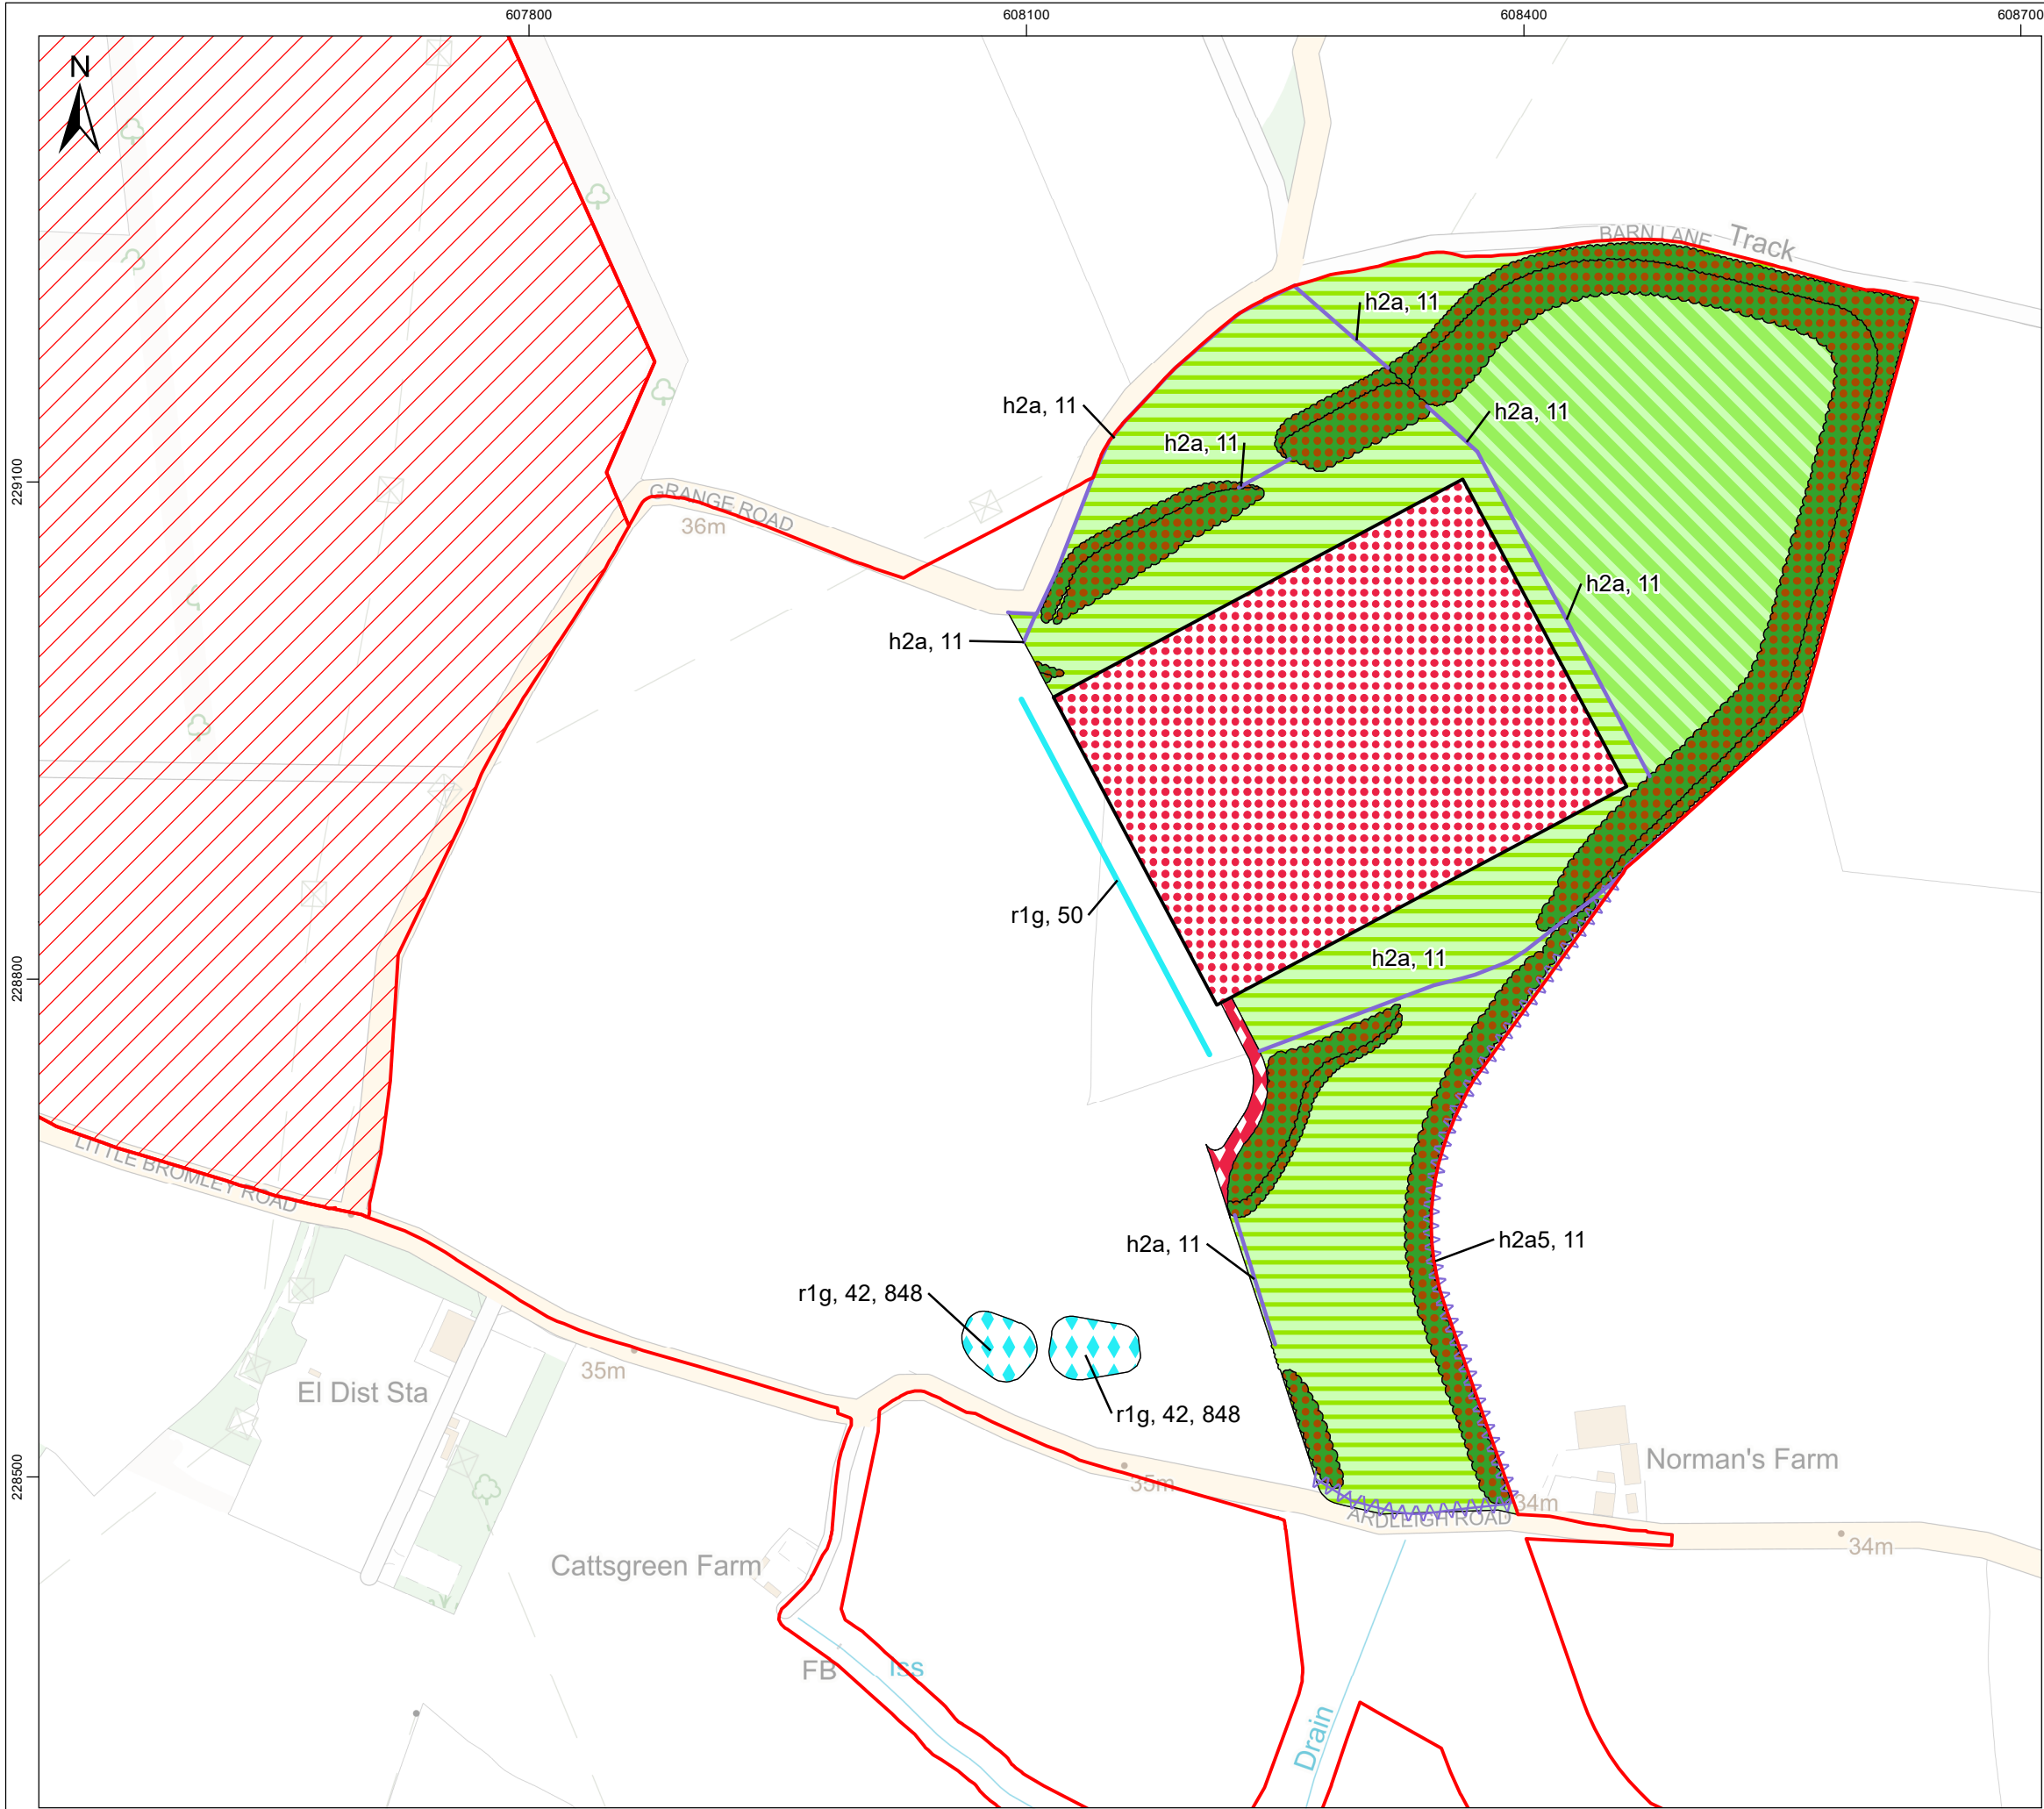 607800
608100
608400
608700
N
BARN LANE
Track
h2a, 11
h2a, 11
h2a, 11
h2a, 11
229100
GRANGE ROAD
36m
h2a, 11
h2a, 11
r1g, 50
h2a, 11
228800
LITTLE BROMLEY ROAD
h2a, 11
h2a5, 11
r1g, 42, 848
35m
El Dist Sta
r1g, 42, 848
Norman's Farm
228500
35m
34m
ARDLEIGH ROAD
34m
Cattsgreen Farm
FB
Iss
Drain